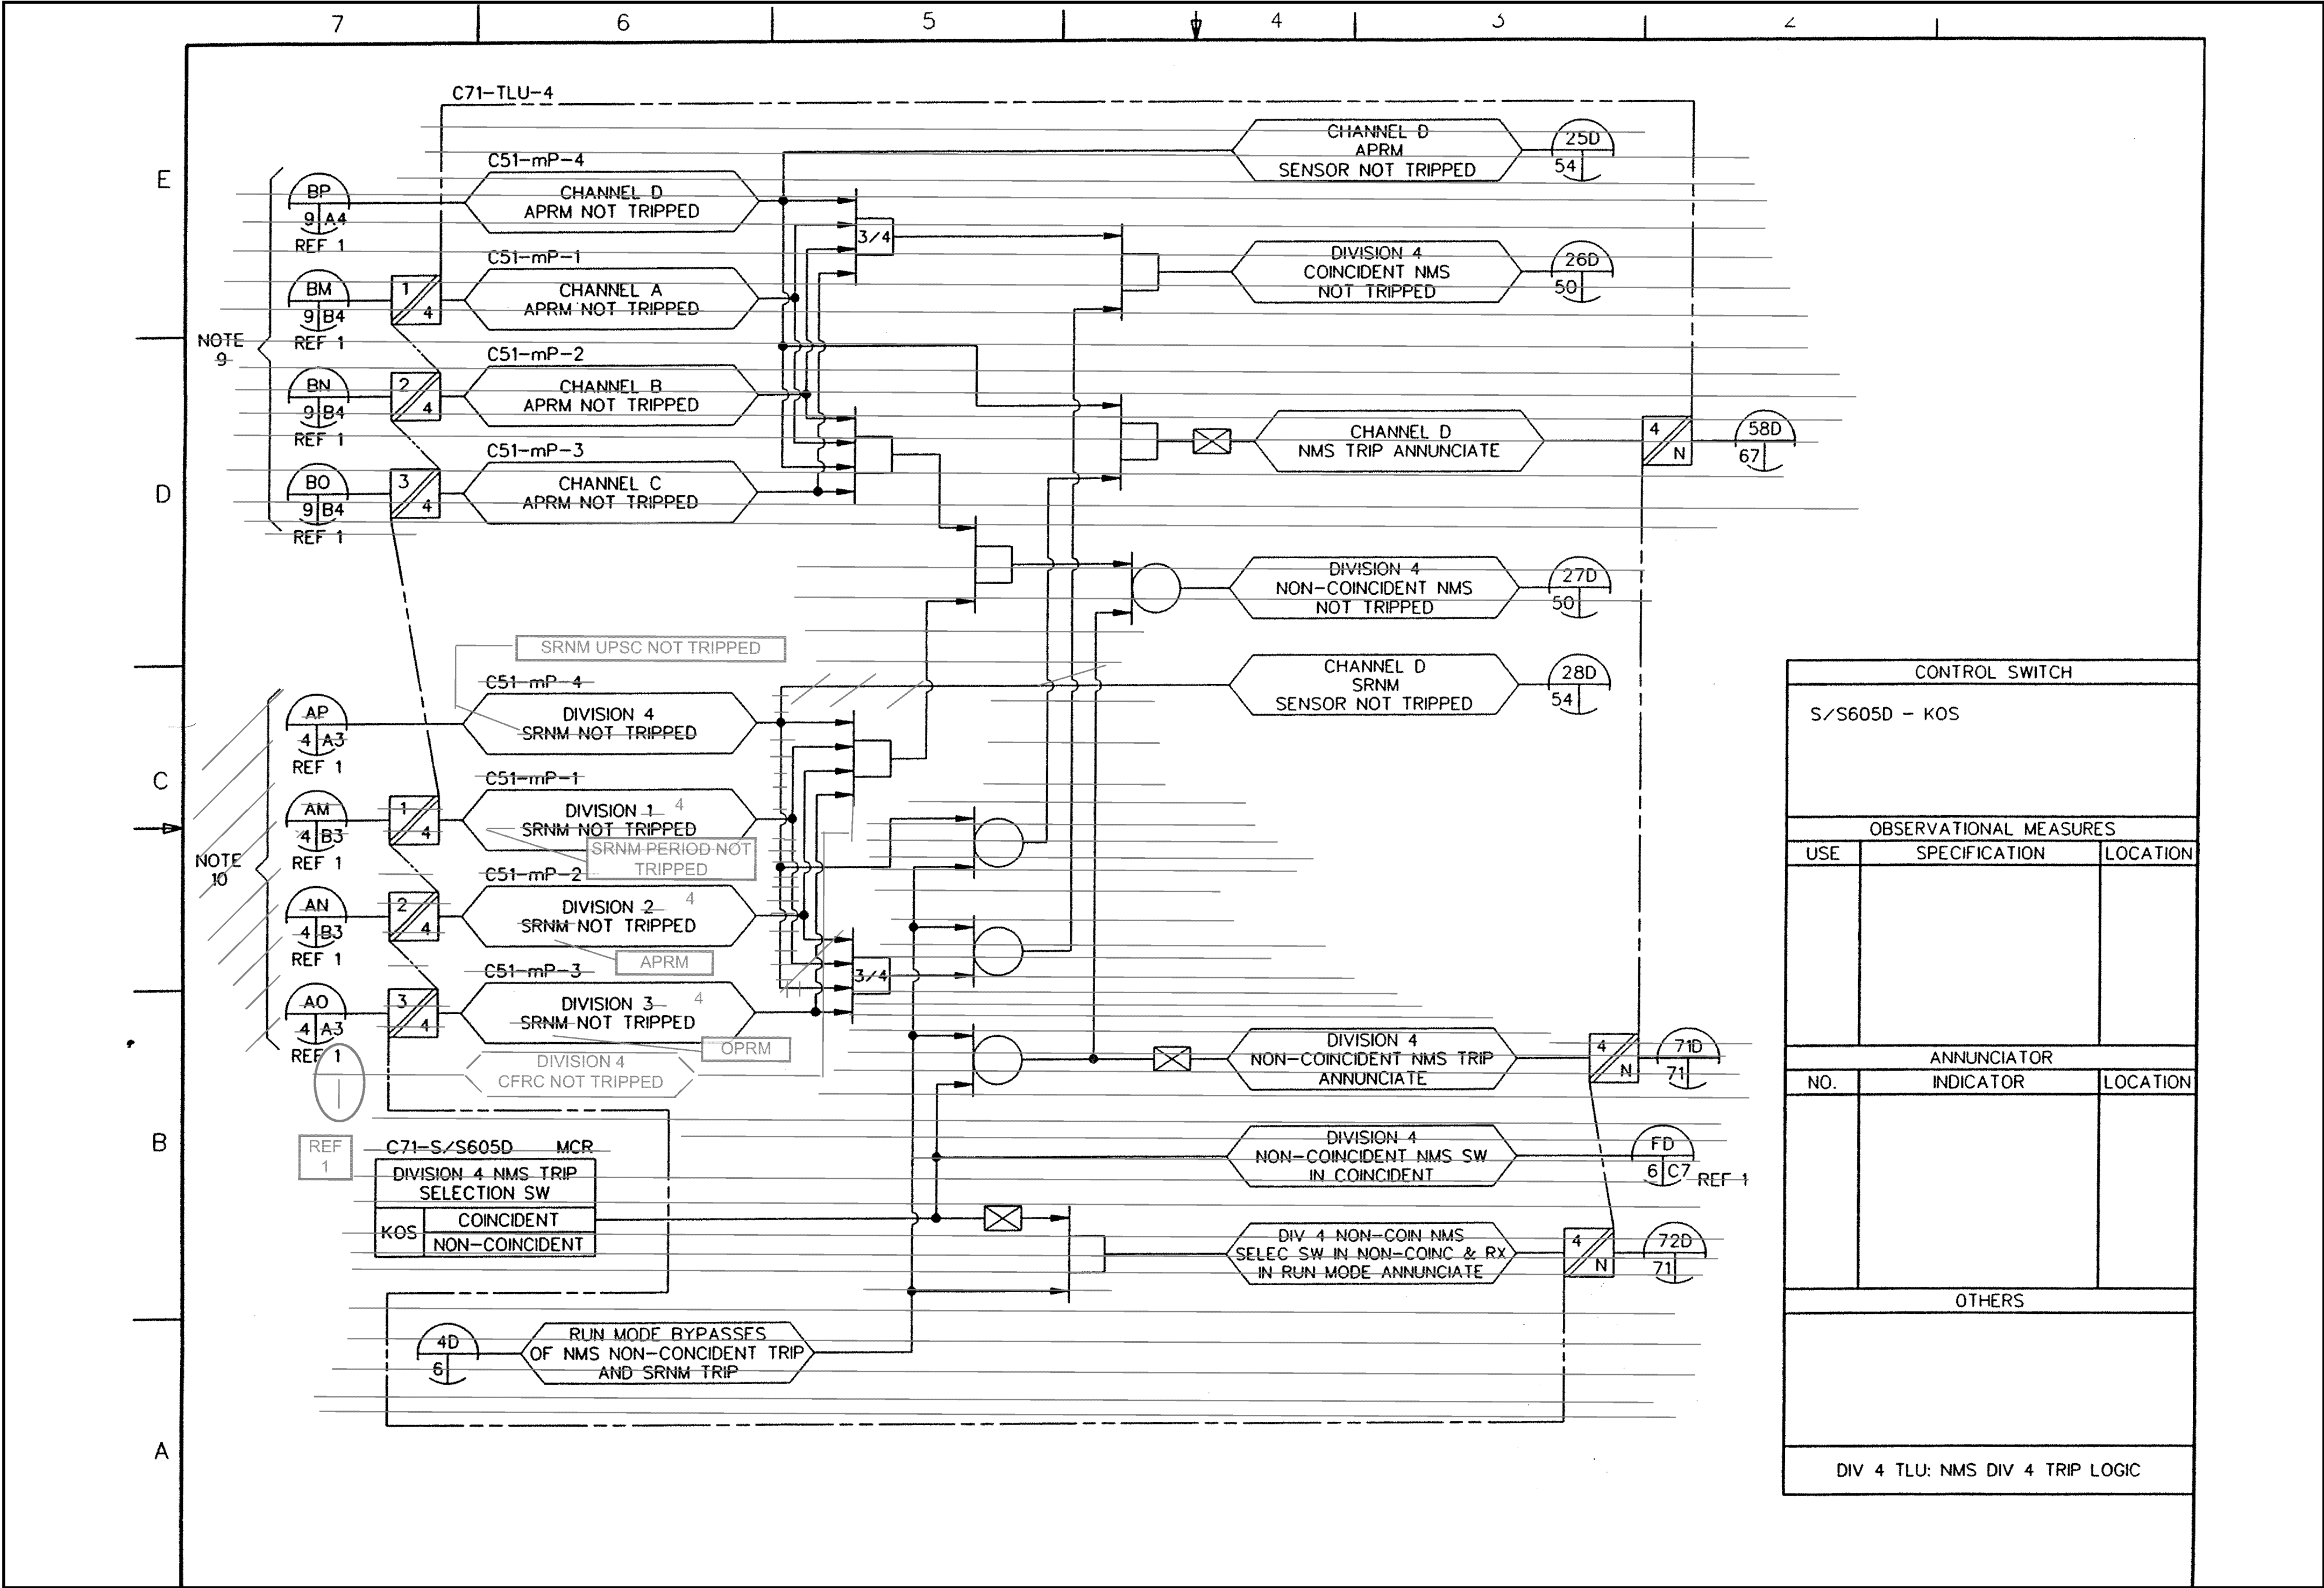 7
6
5
4
3
2
E
D
C
B
A
C71-TLU-4
C51-mP-4
BP
9 A4
REF 1
CHANNEL D
APRM NOT TRIPPED
C51-mP-1
BM
9 B4
REF 1
1
4
CHANNEL A
APRM NOT TRIPPED
NOTE
9
C51-mP-2
BN
9 B4
REF 1
2
4
CHANNEL B
APRM NOT TRIPPED
C51-mP-3
BO
9 B4
REF 1
3
4
CHANNEL C
APRM NOT TRIPPED
3/4
CHANNEL D
APRM
SENSOR NOT TRIPPED
25D
54
DIVISION 4
COINCIDENT NMS
NOT TRIPPED
26D
50
CHANNEL D
NMS TRIP ANNUNCIATE
4
N
58D
67
DIVISION 4
NON-COINCIDENT NMS
NOT TRIPPED
27D
50
CHANNEL D
SRNM
SENSOR NOT TRIPPED
28D
54
SRNM UPSC NOT TRIPPED
C51-mP-4
AP
4 A3
REF 1
DIVISION 4
SRNM NOT TRIPPED
C51-mP-1
AM
4 B3
REF 1
1
4
DIVISION 1 4
SRNM NOT TRIPPED
SRNM PERIOD NOT
TRIPPED
NOTE
10
C51-mP-2
AN
4 B3
REF 1
2
4
DIVISION 2 4
SRNM NOT TRIPPED
APRM
C51-mP-3
AO
4 A3
REF 1
3
4
DIVISION 3 4
SRNM NOT TRIPPED
OPRM
3/4
DIVISION 4
CFRC NOT TRIPPED
REF
1
DIVISION 4
NON-COINCIDENT NMS TRIP
ANNUNCIATE
4
N
71D
71
C71-S/S605D MCR
DIVISION 4 NMS TRIP
SELECTION SW
KOS
COINCIDENT
NON-COINCIDENT
DIVISION 4
NON-COINCIDENT NMS SW
IN COINCIDENT
FD
6 C7
REF 1
DIV 4 NON-COIN NMS
SELEC SW IN NON-COINC & RX
IN RUN MODE ANNUNCIATE
4
N
72D
71
4D
6
RUN MODE BYPASSES
OF NMS NON-CONCIDENT TRIP
AND SRNM TRIP
CONTROL SWITCH
S/S605D - KOS
OBSERVATIONAL MEASURES
USE SPECIFICATION LOCATION
ANNUNCIATOR
NO. INDICATOR LOCATION
OTHERS
DIV 4 TLU: NMS DIV 4 TRIP LOGIC